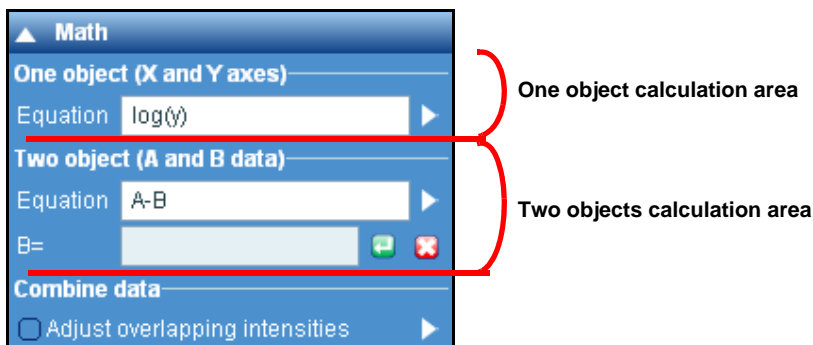 Math
One object (X and Y axes)
One object calculation area
Equation log(y)
Two object (A and B data)
Equation A-B
Two objects calculation area
B=
Combine data
Adjust overlapping intensities